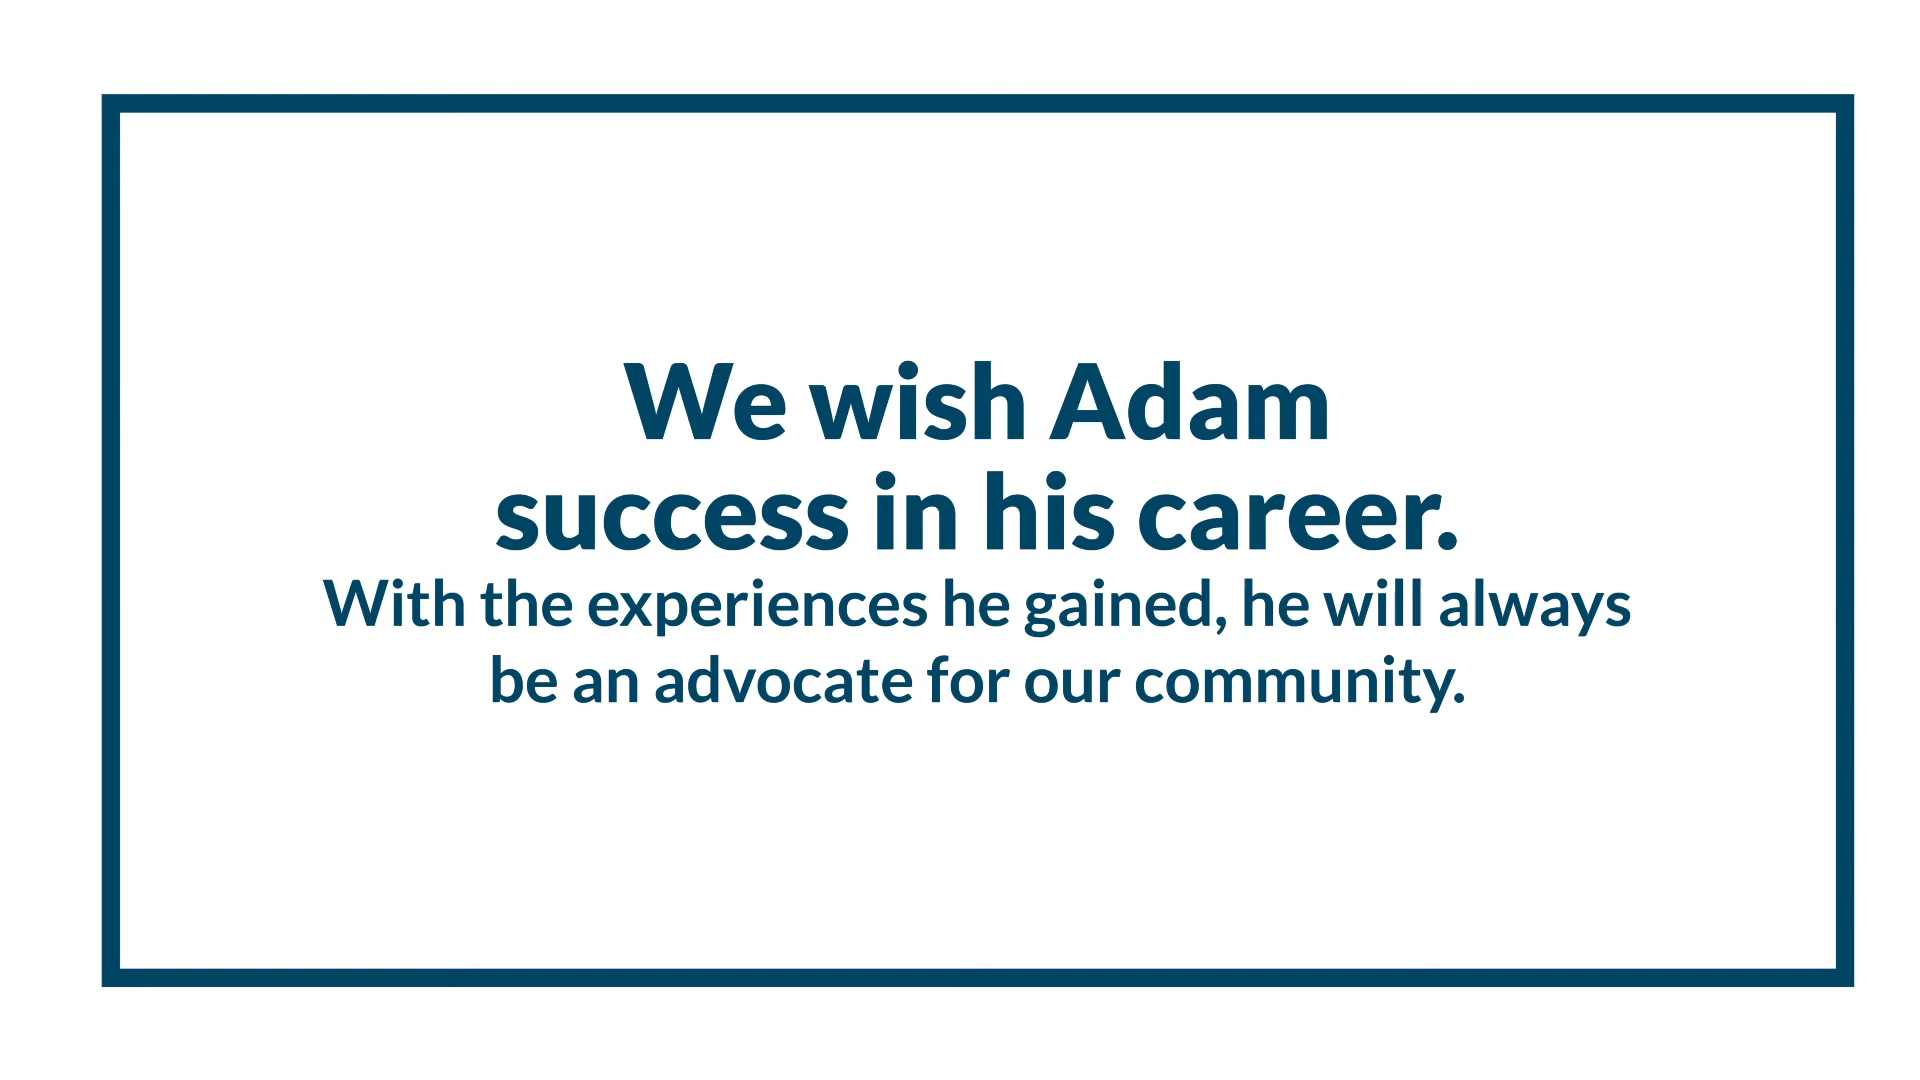 We wish Adam
success in his career.
With the experiences he gained, he will always
be an advocate for our community.